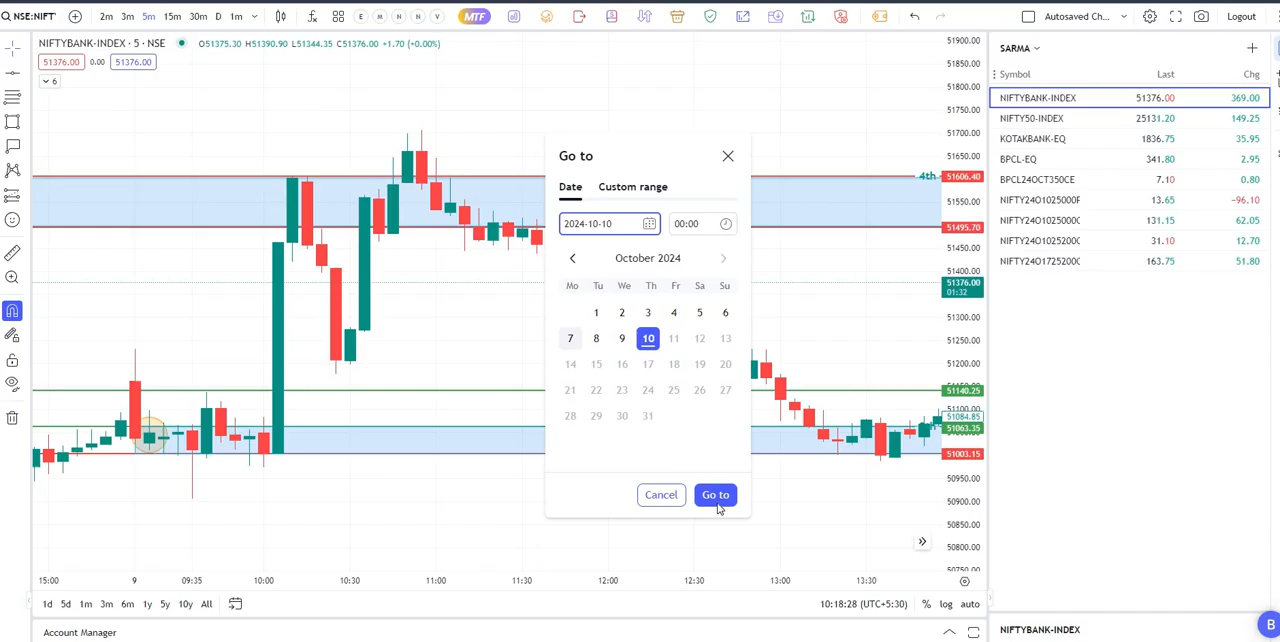 NSE:NIFT
2m 3m 5m 15m 30m D 1m MTF Autosaved Ch... Logout
E M N N V
NIFTYBANK-INDEX · 5 · NSE O51375.30 H51390.90 L51344.35 C51376.00 +1.70 (+0.00%)
51376.00 0.00 51376.00
6
Go to
Date Custom range
2024-10-10 00:00
October 2024
Mo Tu We Th Fr Sa Su
1 2 3 4 5 6
7 8 9 10 11 12 13
14 15 16 17 18 19 20
21 22 23 24 25 26 27
28 29 30 31
Cancel Go to
4th
51900.00
51850.00
51800.00
51750.00
51700.00
51650.00
51606.40
51550.00
51495.70
51450.00
51400.00
51376.00
01:32
51300.00
51250.00
51200.00
51140.25
51100.00
51084.85
51063.35
51003.15
50950.00
50900.00
50850.00
50800.00
50750.00
15:00 9 09:35 10:00 10:30 11:00 11:30 12:00 12:30 13:00 13:30
1d 5d 1m 3m 6m 1y 5y 10y All 10:18:28 (UTC+5:30) % log auto
Account Manager
SARMA
Symbol Last Chg
NIFTYBANK-INDEX 51376.00 369.00
NIFTY50-INDEX 25131.20 149.25
KOTAKBANK-EQ 1836.75 35.95
BPCL-EQ 341.80 2.95
BPCL24OCT350CE 7.10 0.80
NIFTY24O1025000P 13.65 −96.10
NIFTY24O1025000C 131.15 62.05
NIFTY24O1025200C 31.10 12.70
NIFTY24O1725200C 163.75 51.80
NIFTYBANK-INDEX
B